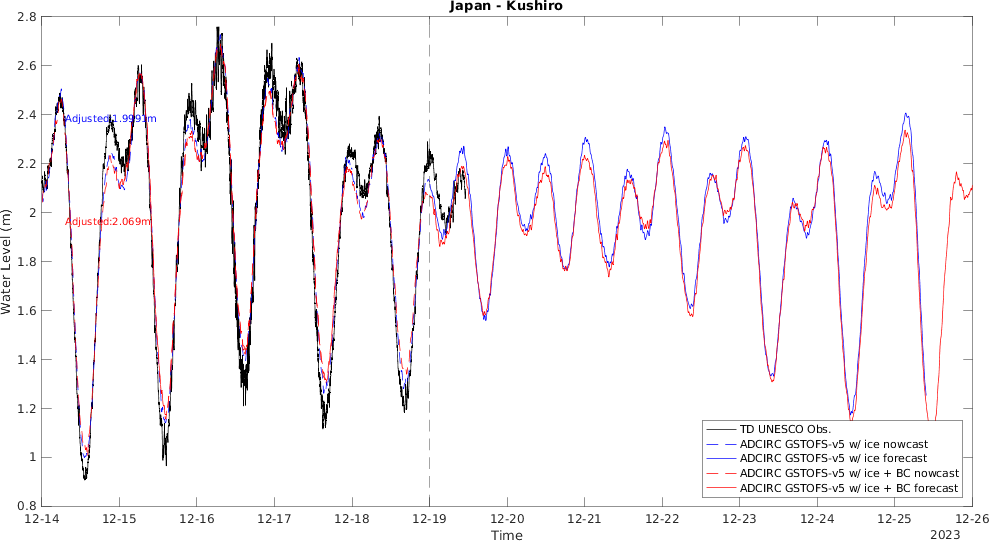 Japan - Kushiro
Water Level (m)
2.8
2.6
2.4
2.2
2
1.8
1.6
1.4
1.2
1
0.8
Adjusted:1.9991m
Adjusted:2.069m
TD UNESCO Obs.
ADCIRC GSTOFS-v5 w/ ice nowcast
ADCIRC GSTOFS-v5 w/ ice forecast
ADCIRC GSTOFS-v5 w/ ice + BC nowcast
ADCIRC GSTOFS-v5 w/ ice + BC forecast
12-14 12-15 12-16 12-17 12-18 12-19 12-20 12-21 12-22 12-23 12-24 12-25 12-26
Time
2023